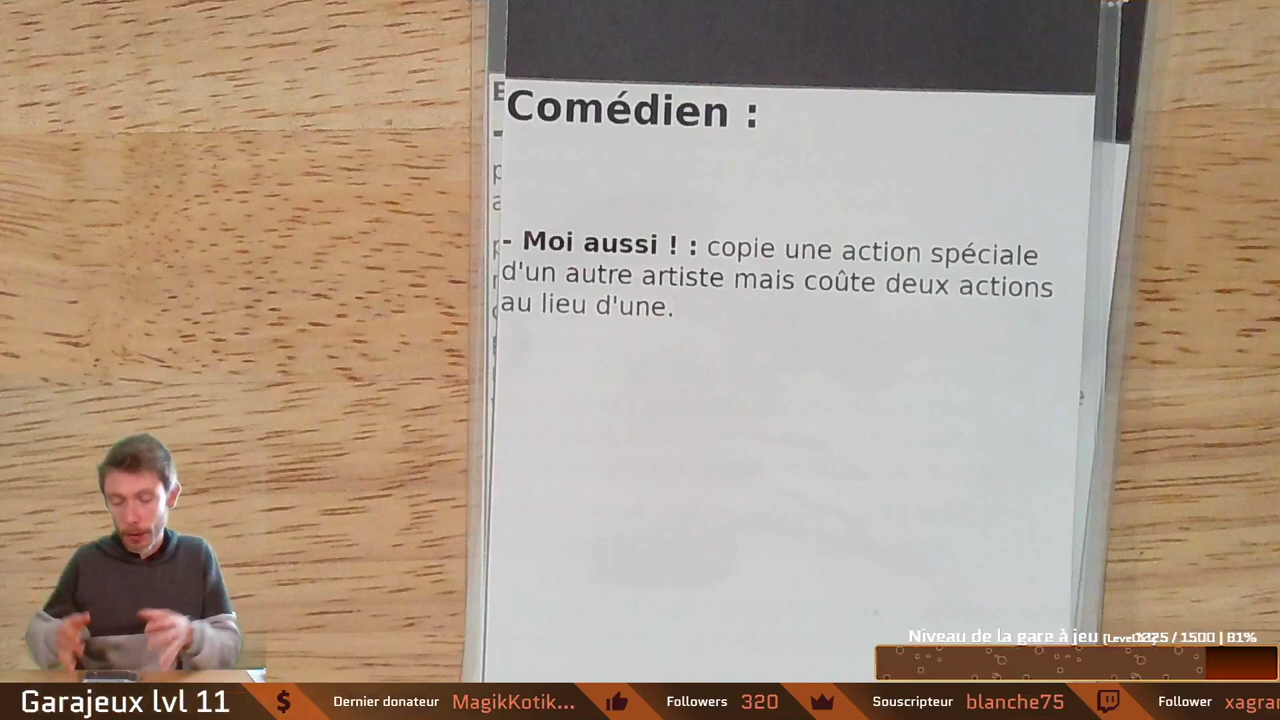 Comédien :
- Moi aussi ! : copie une action spéciale
d'un autre artiste mais coûte deux actions
au lieu d'une.
Niveau de la gare à jeu 1225 / 1500 | 81%
Garajeux lvl 11
$ Dernier donateur MagikKotik...
Followers 320
Souscripteur blanche75
Follower xagra